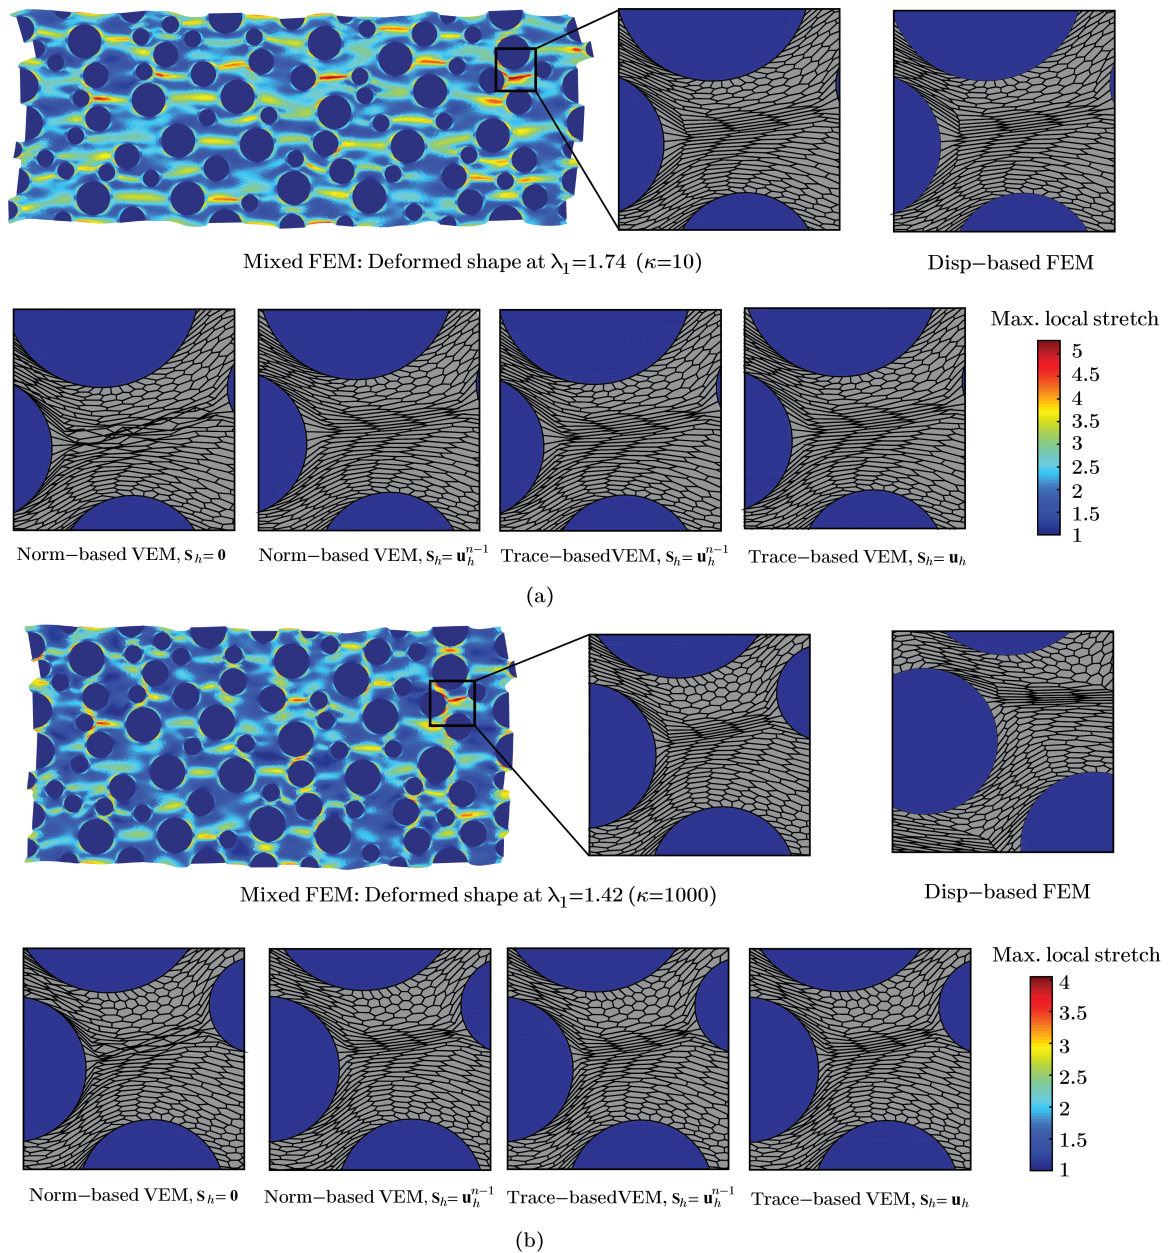 Mixed FEM: Deformed shape at λ₁=1.74 (κ=10)
Disp−based FEM
Max. local stretch
5
4.5
4
3.5
3
2.5
2
1.5
1
Norm−based VEM, sₕ= 0
Norm−based VEM, sₕ= uₕⁿ⁻¹
Trace−basedVEM, sₕ= uₕⁿ⁻¹
Trace−based VEM, sₕ= uₕ
(a)
Mixed FEM: Deformed shape at λ₁=1.42 (κ=1000)
Disp−based FEM
Max. local stretch
4
3.5
3
2.5
2
1.5
1
Norm−based VEM, sₕ= 0
Norm−based VEM, sₕ= uₕⁿ⁻¹
Trace−basedVEM, sₕ= uₕⁿ⁻¹
Trace−based VEM, sₕ= uₕ
(b)